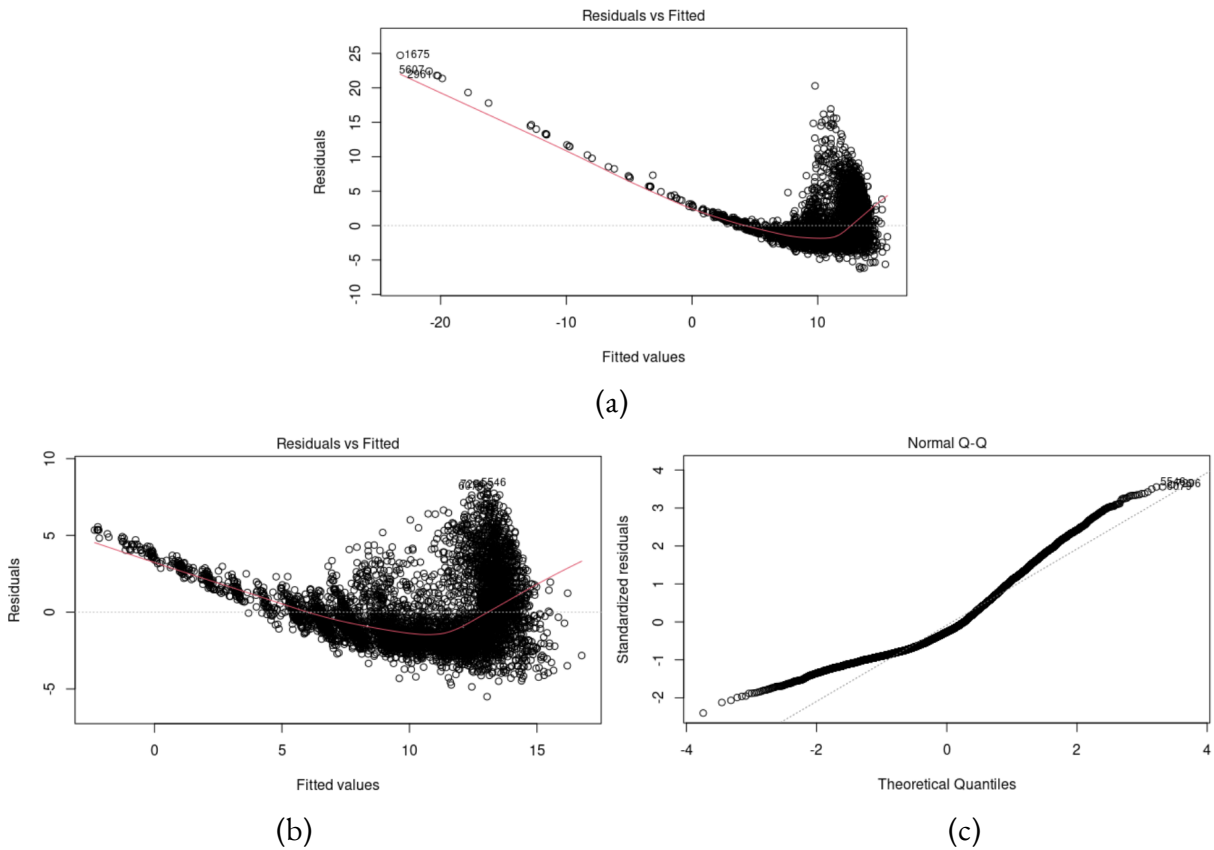 Residuals vs Fitted
25
20
15
10
5
0
-5
-10
Residuals
1675
5607
2961
-20 -10 0 10
Fitted values
(a)
Residuals vs Fitted
10
5
0
-5
Residuals
5546
0 5 10 15
Fitted values
(b)
Normal Q-Q
4
3
2
1
0
-1
-2
Standardized residuals
-4 -2 0 2 4
Theoretical Quantiles
(c)